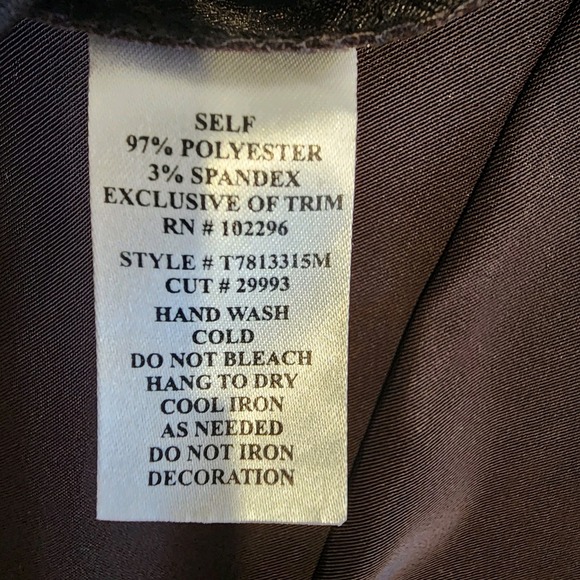 SELF
97% POLYESTER
3% SPANDEX
EXCLUSIVE OF TRIM
RN # 102296
STYLE # T7813315M
CUT # 29993
HAND WASH
COLD
DO NOT BLEACH
HANG TO DRY
COOL IRON
AS NEEDED
DO NOT IRON
DECORATION